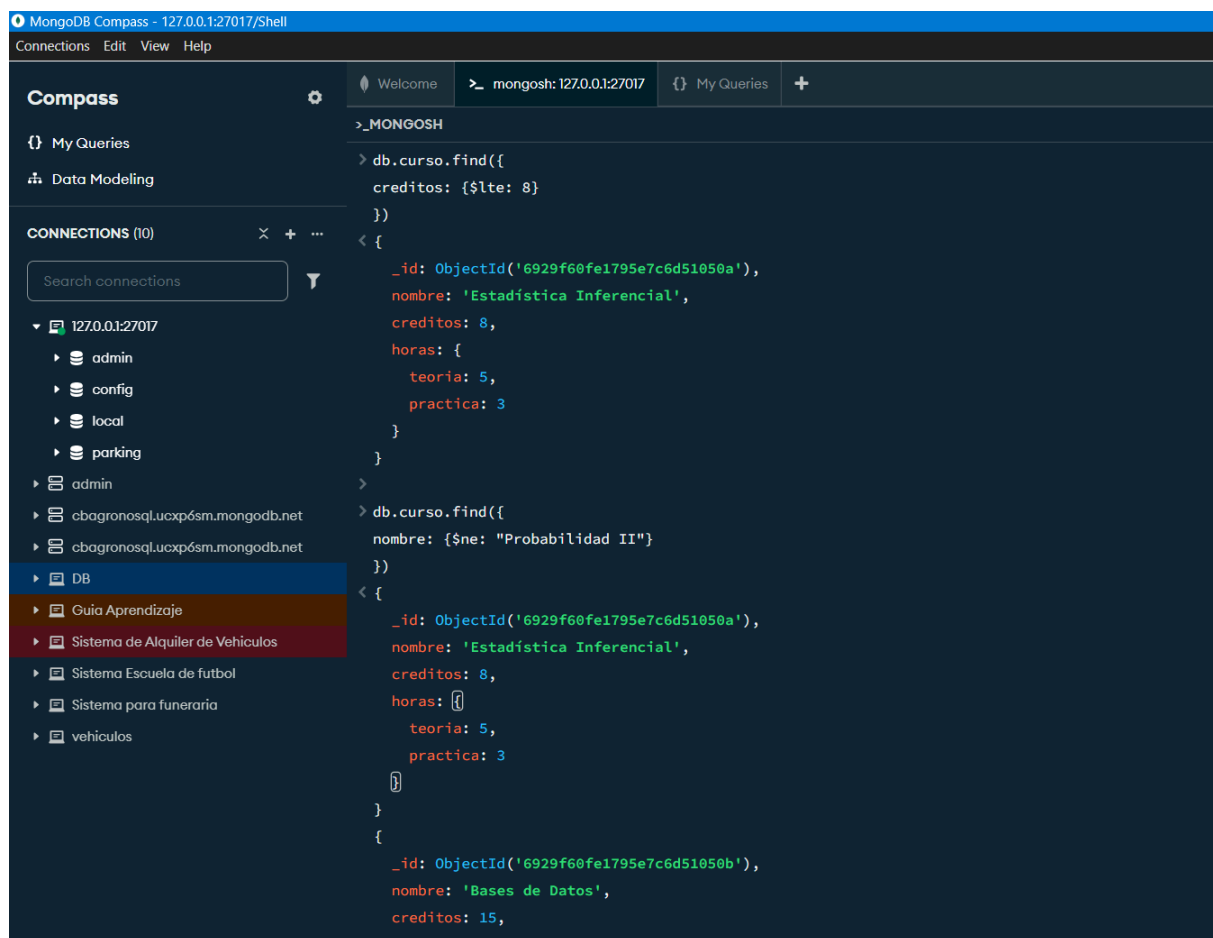 MongoDB Compass - 127.0.0.1:27017/Shell
Connections Edit View Help
Compass
{} My Queries
Data Modeling
CONNECTIONS (10)
Search connections
127.0.0.1:27017
admin
config
local
parking
admin
cbagronosql.ucxp6sm.mongodb.net
cbagronosql.ucxp6sm.mongodb.net
DB
Guia Aprendizaje
Sistema de Alquiler de Vehiculos
Sistema Escuela de futbol
Sistema para funeraria
vehiculos
Welcome >_ mongosh: 127.0.0.1:27017 {} My Queries +
>_MONGOSH
> db.curso.find({
creditos: {$lte: 8}
})
< {
_id: ObjectId('6929f60fe1795e7c6d51050a'),
nombre: 'Estadística Inferencial',
creditos: 8,
horas: {
teoria: 5,
practica: 3
}
}
>
> db.curso.find({
nombre: {$ne: "Probabilidad II"}
})
< {
_id: ObjectId('6929f60fe1795e7c6d51050a'),
nombre: 'Estadística Inferencial',
creditos: 8,
horas: {
teoria: 5,
practica: 3
}
}
{
_id: ObjectId('6929f60fe1795e7c6d51050b'),
nombre: 'Bases de Datos',
creditos: 15,